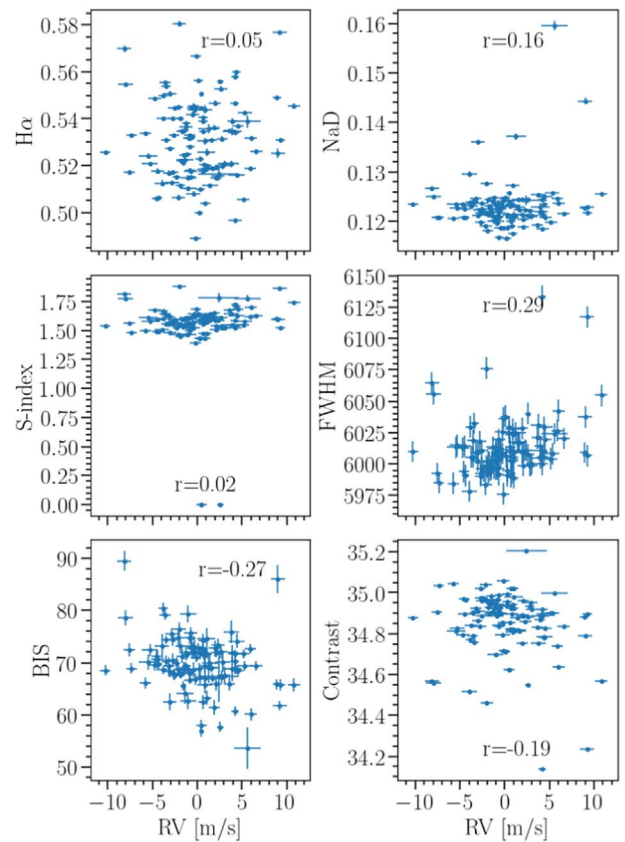 r=0.05
0.58
0.56
0.54
0.52
0.50
Hα
r=0.16
0.16
0.15
0.14
0.13
0.12
NaD
1.75
1.50
1.25
1.00
0.75
0.50
0.25
0.00
S-index
r=0.02
6150
6125
6100
6075
6050
6025
6000
5975
FWHM
r=0.29
90
80
70
60
50
BIS
r=-0.27
−10 −5 0 5 10
RV [m/s]
35.2
35.0
34.8
34.6
34.4
34.2
Contrast
r=-0.19
−10 −5 0 5 10
RV [m/s]